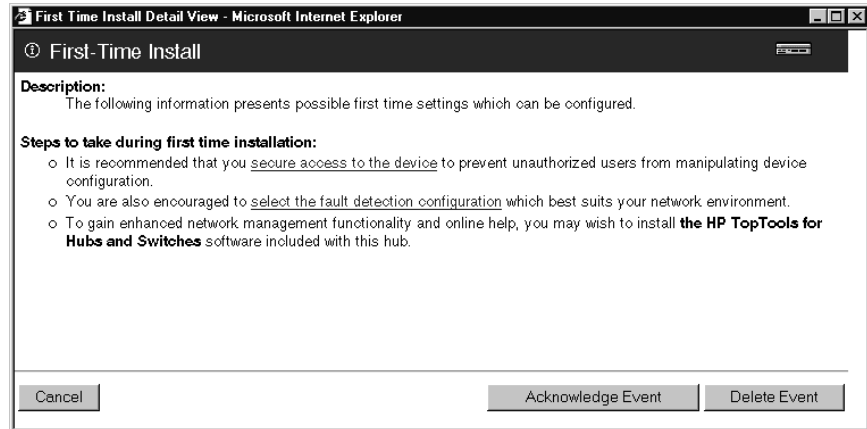 First Time Install Detail View - Microsoft Internet Explorer
First-Time Install
Description:
The following information presents possible first time settings which can be configured.
Steps to take during first time installation:
o It is recommended that you secure access to the device to prevent unauthorized users from manipulating device
configuration.
o You are also encouraged to select the fault detection configuration which best suits your network environment.
o To gain enhanced network management functionality and online help, you may wish to install the HP TopTools for
Hubs and Switches software included with this hub.
Cancel
Acknowledge Event
Delete Event